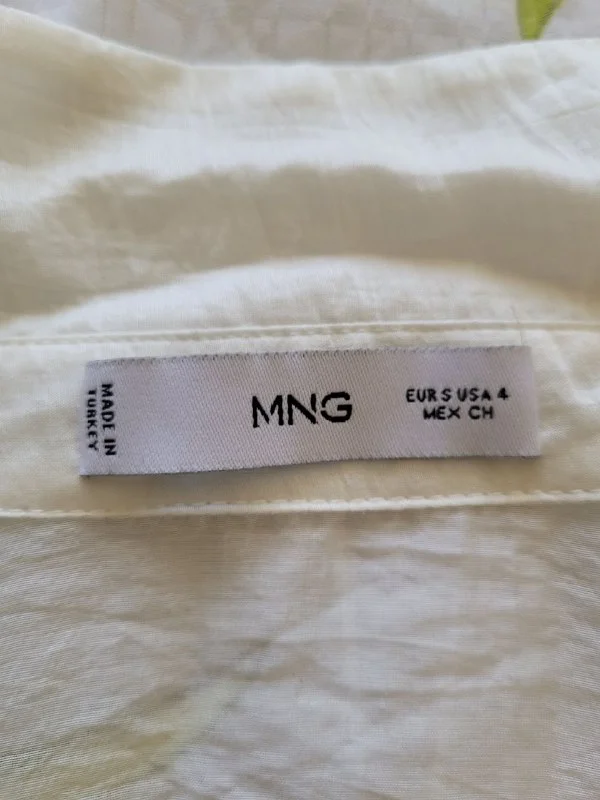 MADE IN
TURKEY
MNG
EUR S USA 4
MEX CH